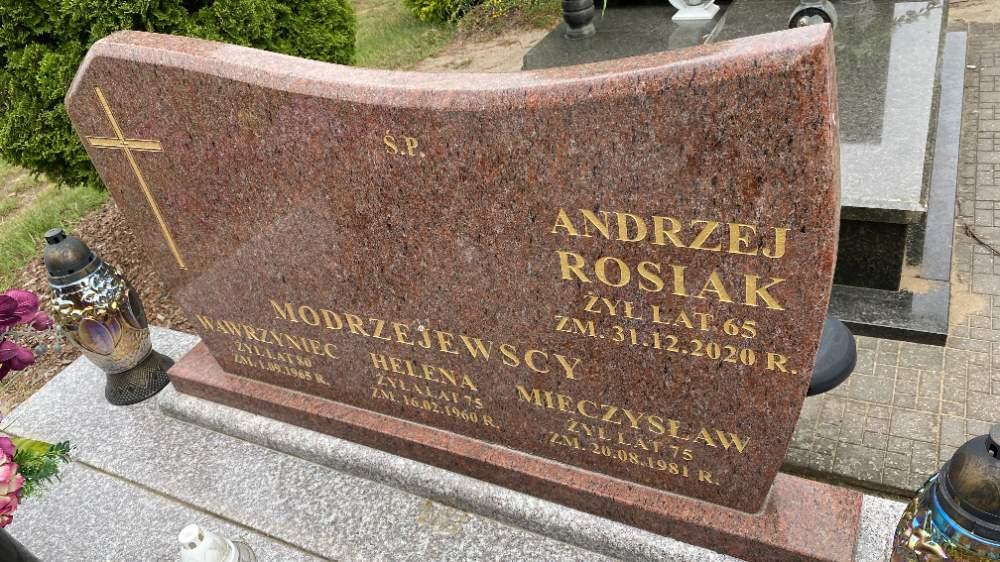 Ś.P.
ANDRZEJ
ROSIAK
ŻYŁ LAT 65
ZM. 31.12.2020 R.
MODRZEJEWSCY
WAWRZYNIEC
ŻYŁ LAT 80
HELENA
ŻYŁA LAT 75
ZM. 16.02.1960 R.
MIECZYSŁAW
ŻYŁ LAT 75
ZM. 20.08.1981 R.